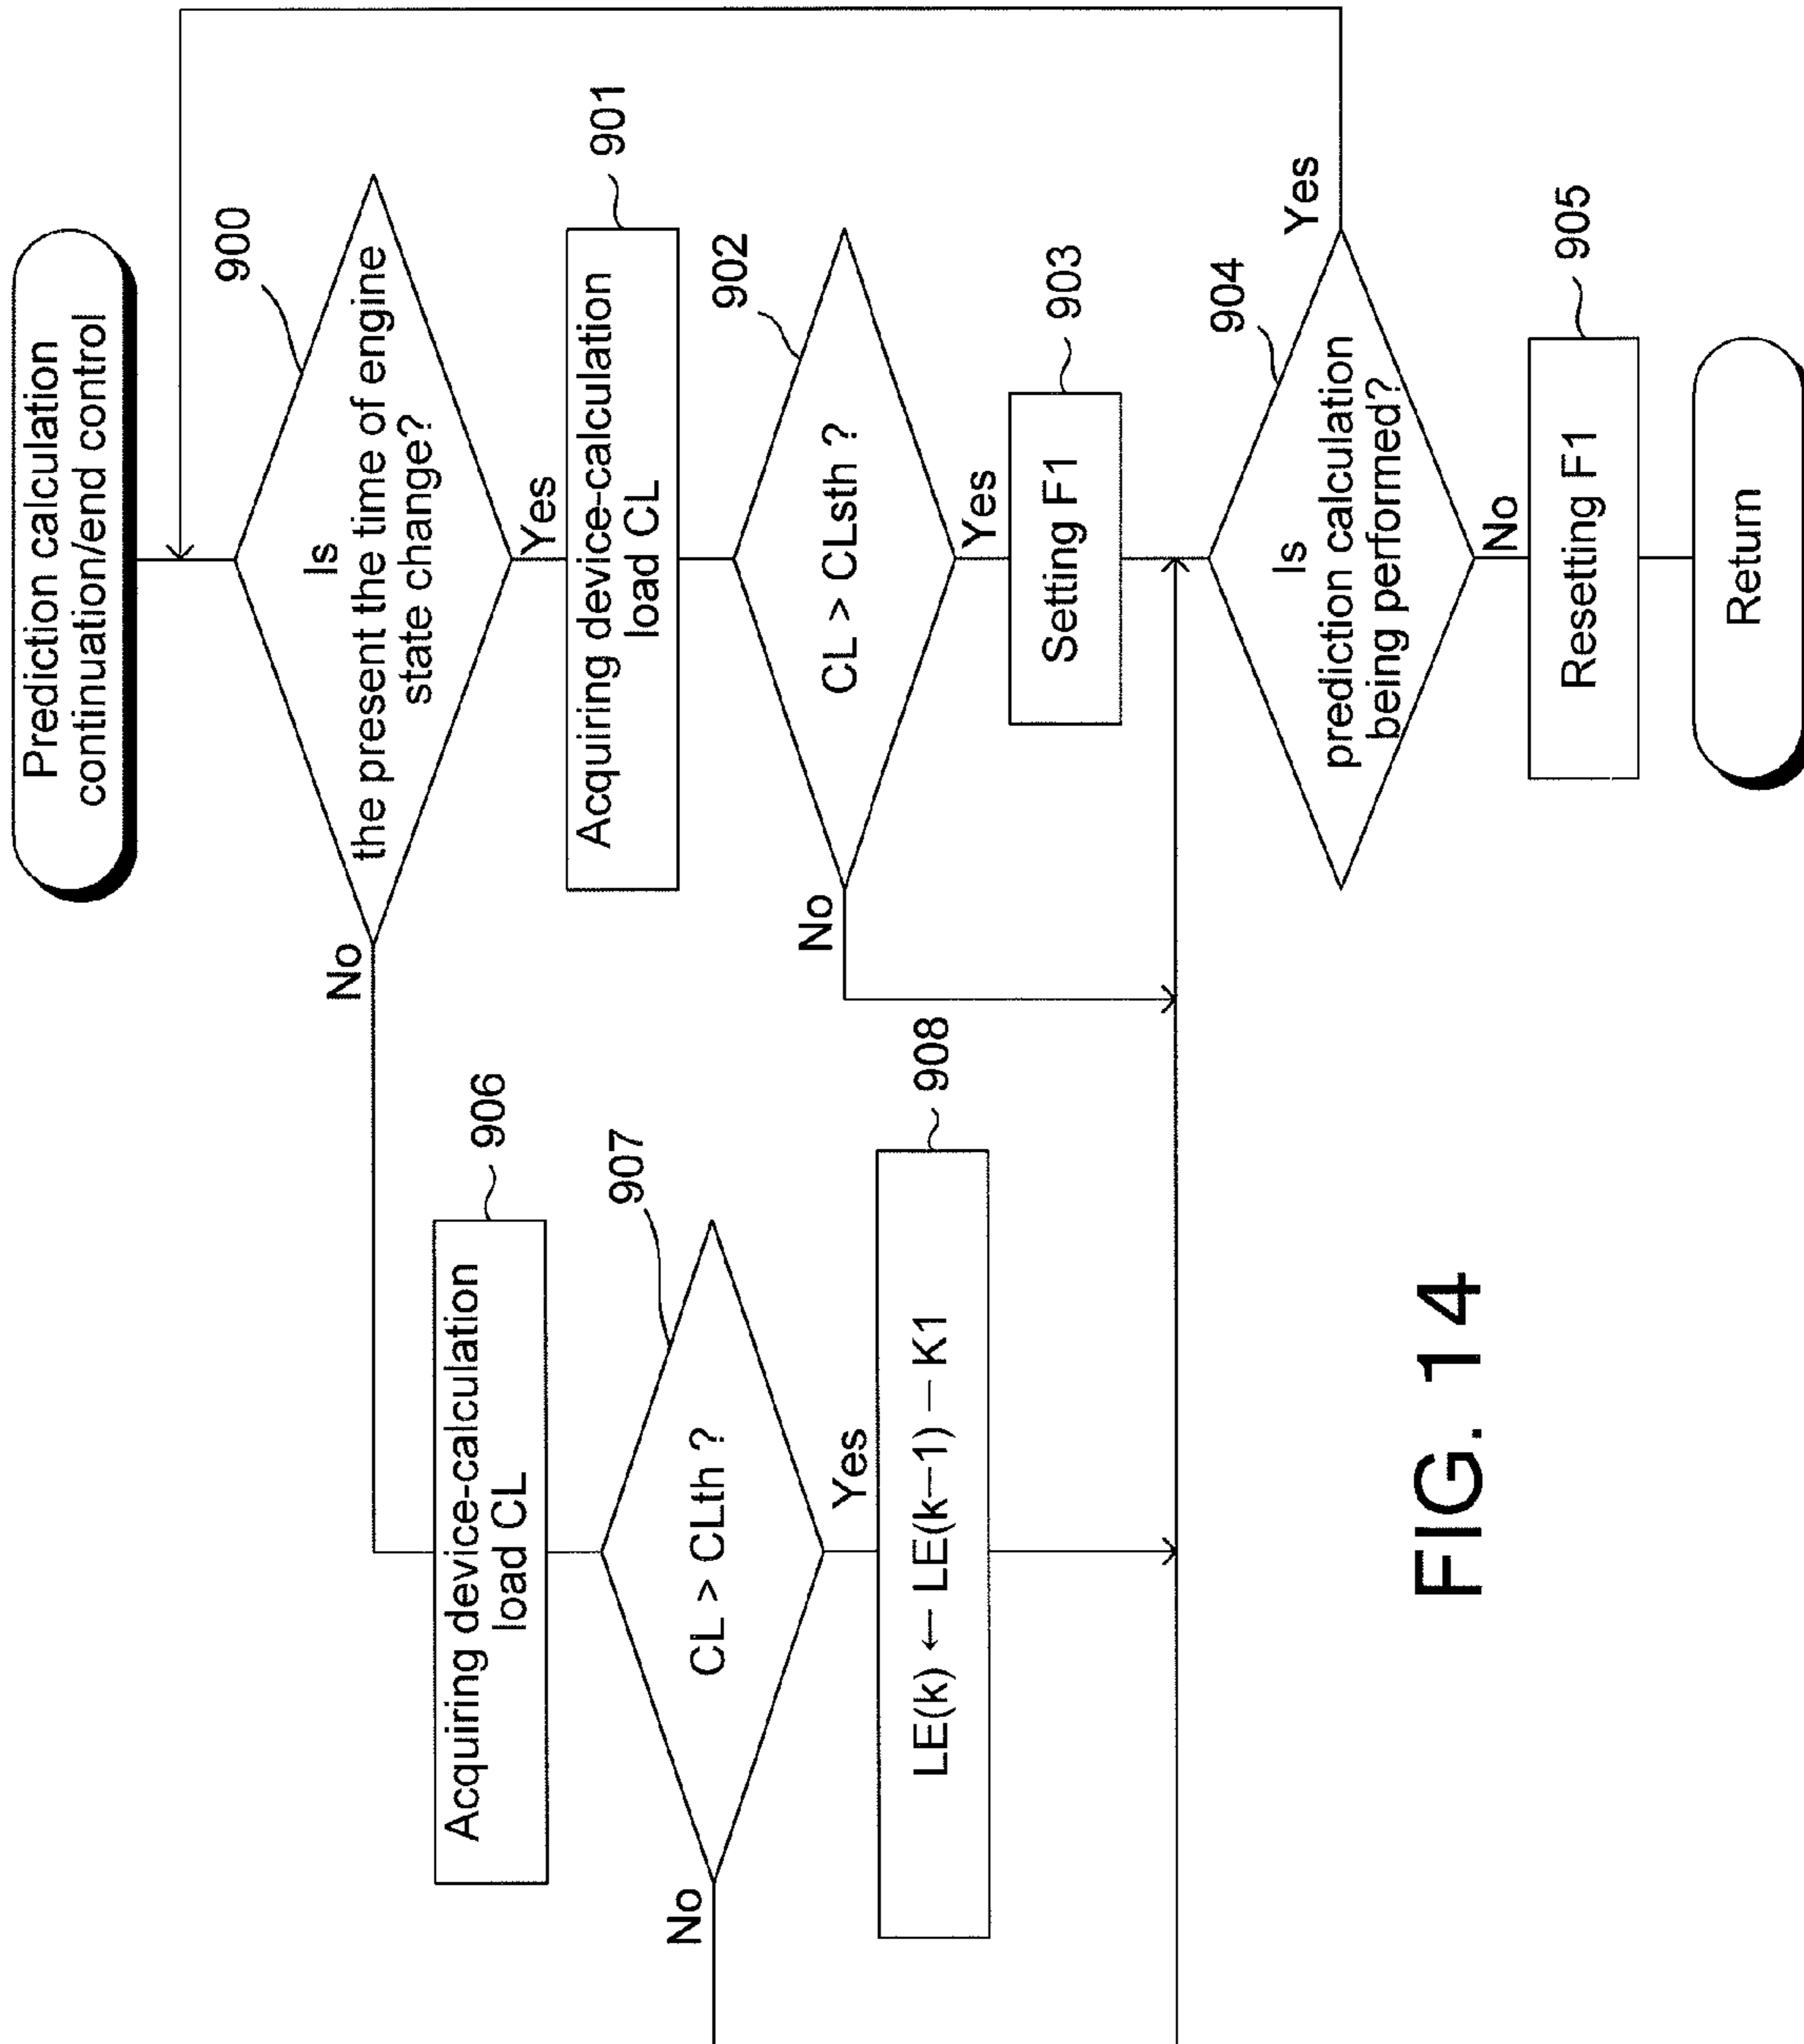 Prediction calculation
continuation/end control
900
Is
the present the time of engine
state change?
No
Yes
901
Acquiring device-calculation
load CL
902
CL > CLsth ?
No
Yes
903
Setting F1
904
Is
prediction calculation
being performed?
Yes
No
905
Resetting F1
Return
906
Acquiring device-calculation
load CL
907
CL > CLth ?
No
Yes
908
LE(k) ← LE(k−1) − K1
FIG. 14